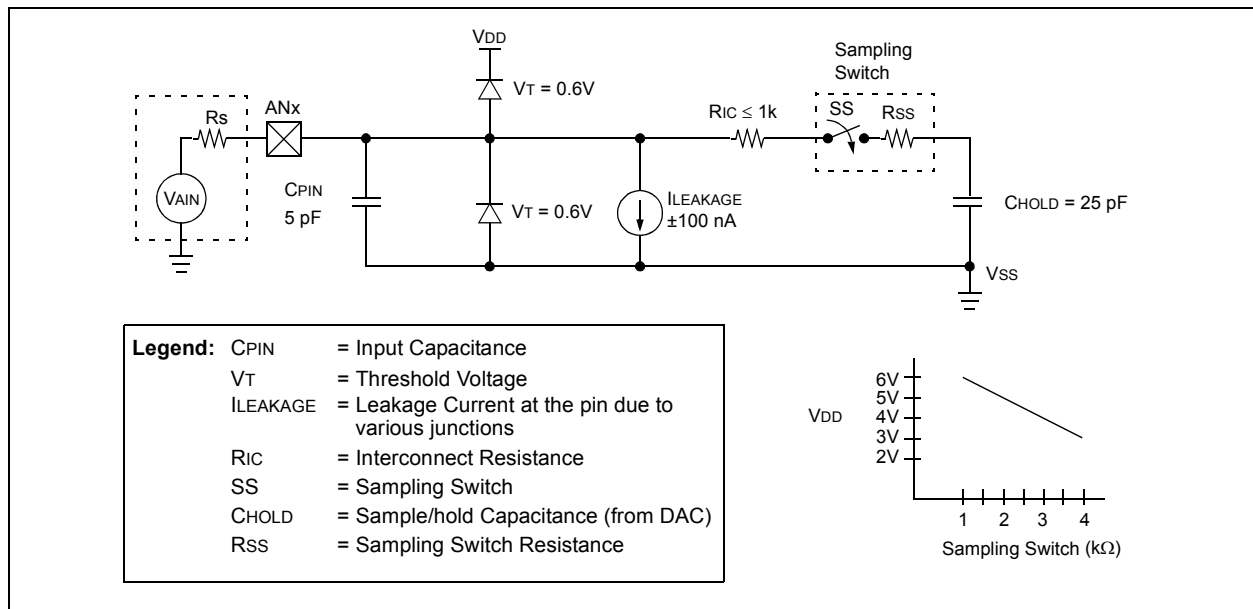 VDD
Sampling
Switch
VT = 0.6V
ANx
Rs
RIC ≤ 1k
SS
RSS
VAIN
CPIN
5 pF
VT = 0.6V
ILEAKAGE
±100 nA
CHOLD = 25 pF
VSS
Legend: CPIN = Input Capacitance
VT = Threshold Voltage
ILEAKAGE = Leakage Current at the pin due to
various junctions
RIC = Interconnect Resistance
SS = Sampling Switch
CHOLD = Sample/hold Capacitance (from DAC)
RSS = Sampling Switch Resistance
6V
5V
VDD
4V
3V
2V
1 2 3 4
Sampling Switch (kΩ)